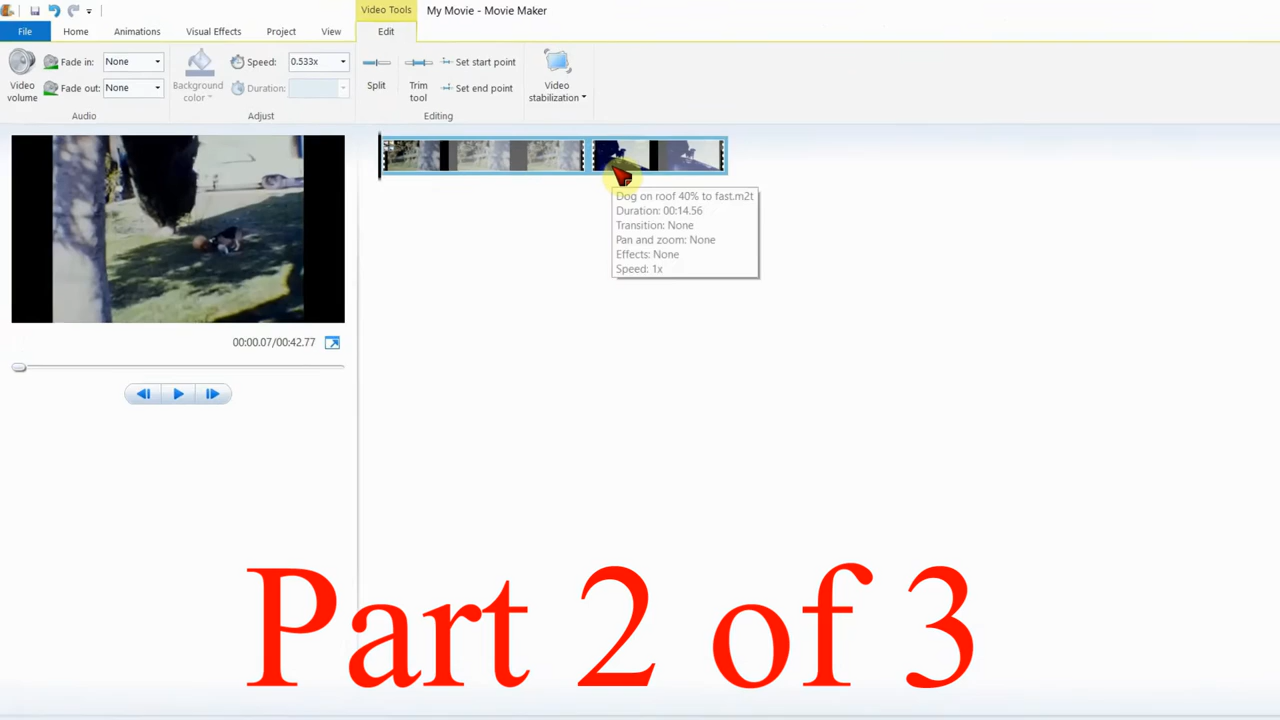 Video Tools
My Movie - Movie Maker
File
Home
Animations
Visual Effects
Project
View
Edit
Video
volume
Fade in:
None
Fade out:
None
Audio
Background
color
Speed:
0.533x
Duration:
Adjust
Split
Trim
tool
Set start point
Set end point
Editing
Video
stabilization
00:00.07/00:42.77
Dog on roof 40% to fast.m2t
Duration: 00:14.56
Transition: None
Pan and zoom: None
Effects: None
Speed: 1x
Part 2 of 3